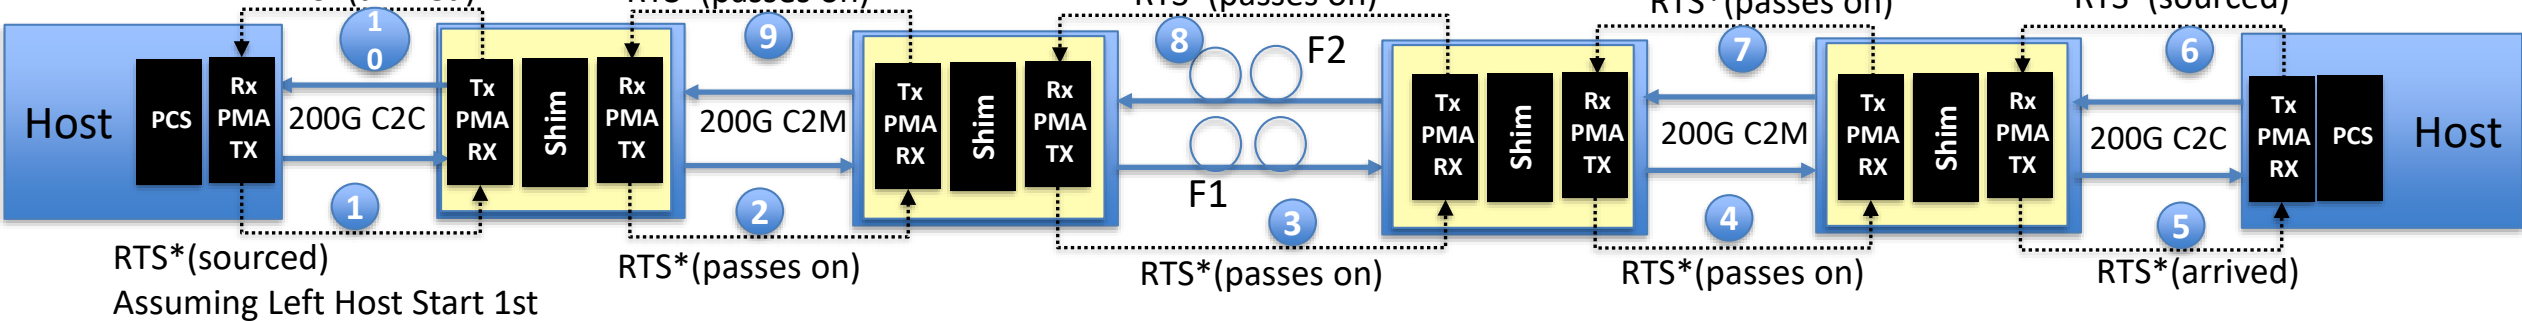 RTS*(passes on)
RTS*(passes on)
RTS*(passes on)
RTS*(sourced)
10
9
8
F2
7
6
Host
PCS
Rx
PMA
TX
200G C2C
Tx
PMA
RX
Shim
Rx
PMA
TX
200G C2M
Tx
PMA
RX
Shim
Rx
PMA
TX
F1
Tx
PMA
RX
Shim
Rx
PMA
TX
200G C2M
Tx
PMA
RX
Shim
Rx
PMA
TX
200G C2C
Tx
PMA
RX
PCS
Host
1
2
3
4
5
RTS*(sourced)
Assuming Left Host Start 1st
RTS*(passes on)
RTS*(passes on)
RTS*(passes on)
RTS*(arrived)